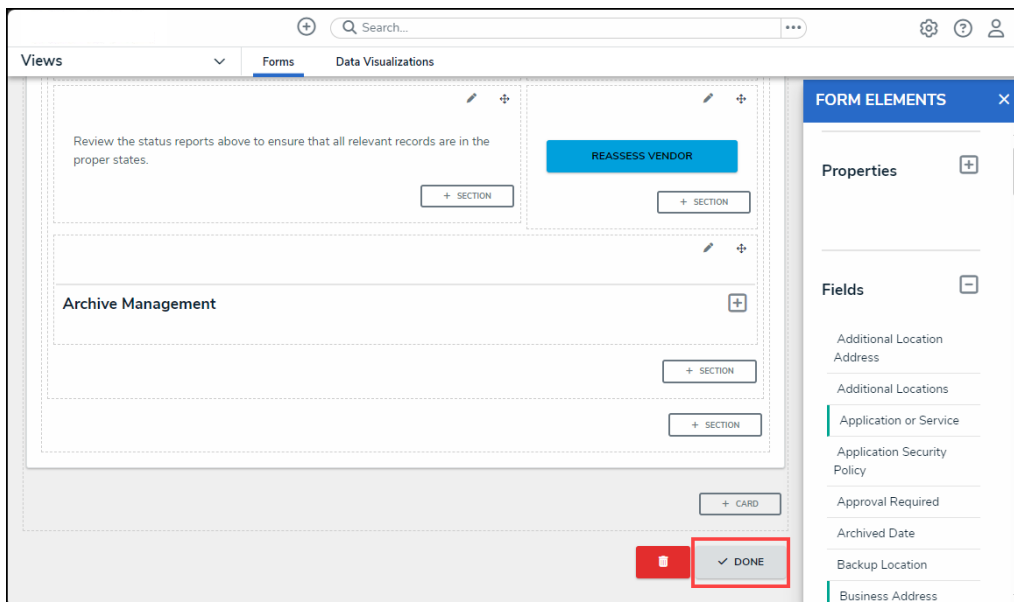 Search...
Views
Forms
Data Visualizations
FORM ELEMENTS
Review the status reports above to ensure that all relevant records are in the
proper states.
REASSESS VENDOR
+ SECTION
+ SECTION
Properties
Archive Management
Fields
Additional Location
Address
Additional Locations
Application or Service
Application Security
Policy
Approval Required
Archived Date
Backup Location
Business Address
+ SECTION
+ SECTION
+ CARD
DONE